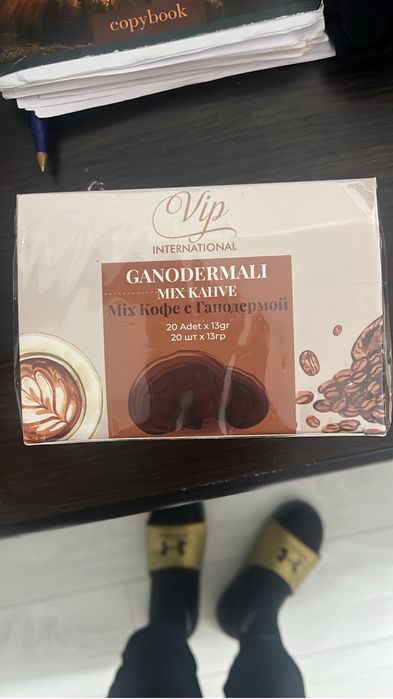 copybook
Vip
INTERNATIONAL
GANODERMALI
MIX KAHVE
Mix Кофе с Ганодермой
20 Adet x 13gr
20 шт x 13гр